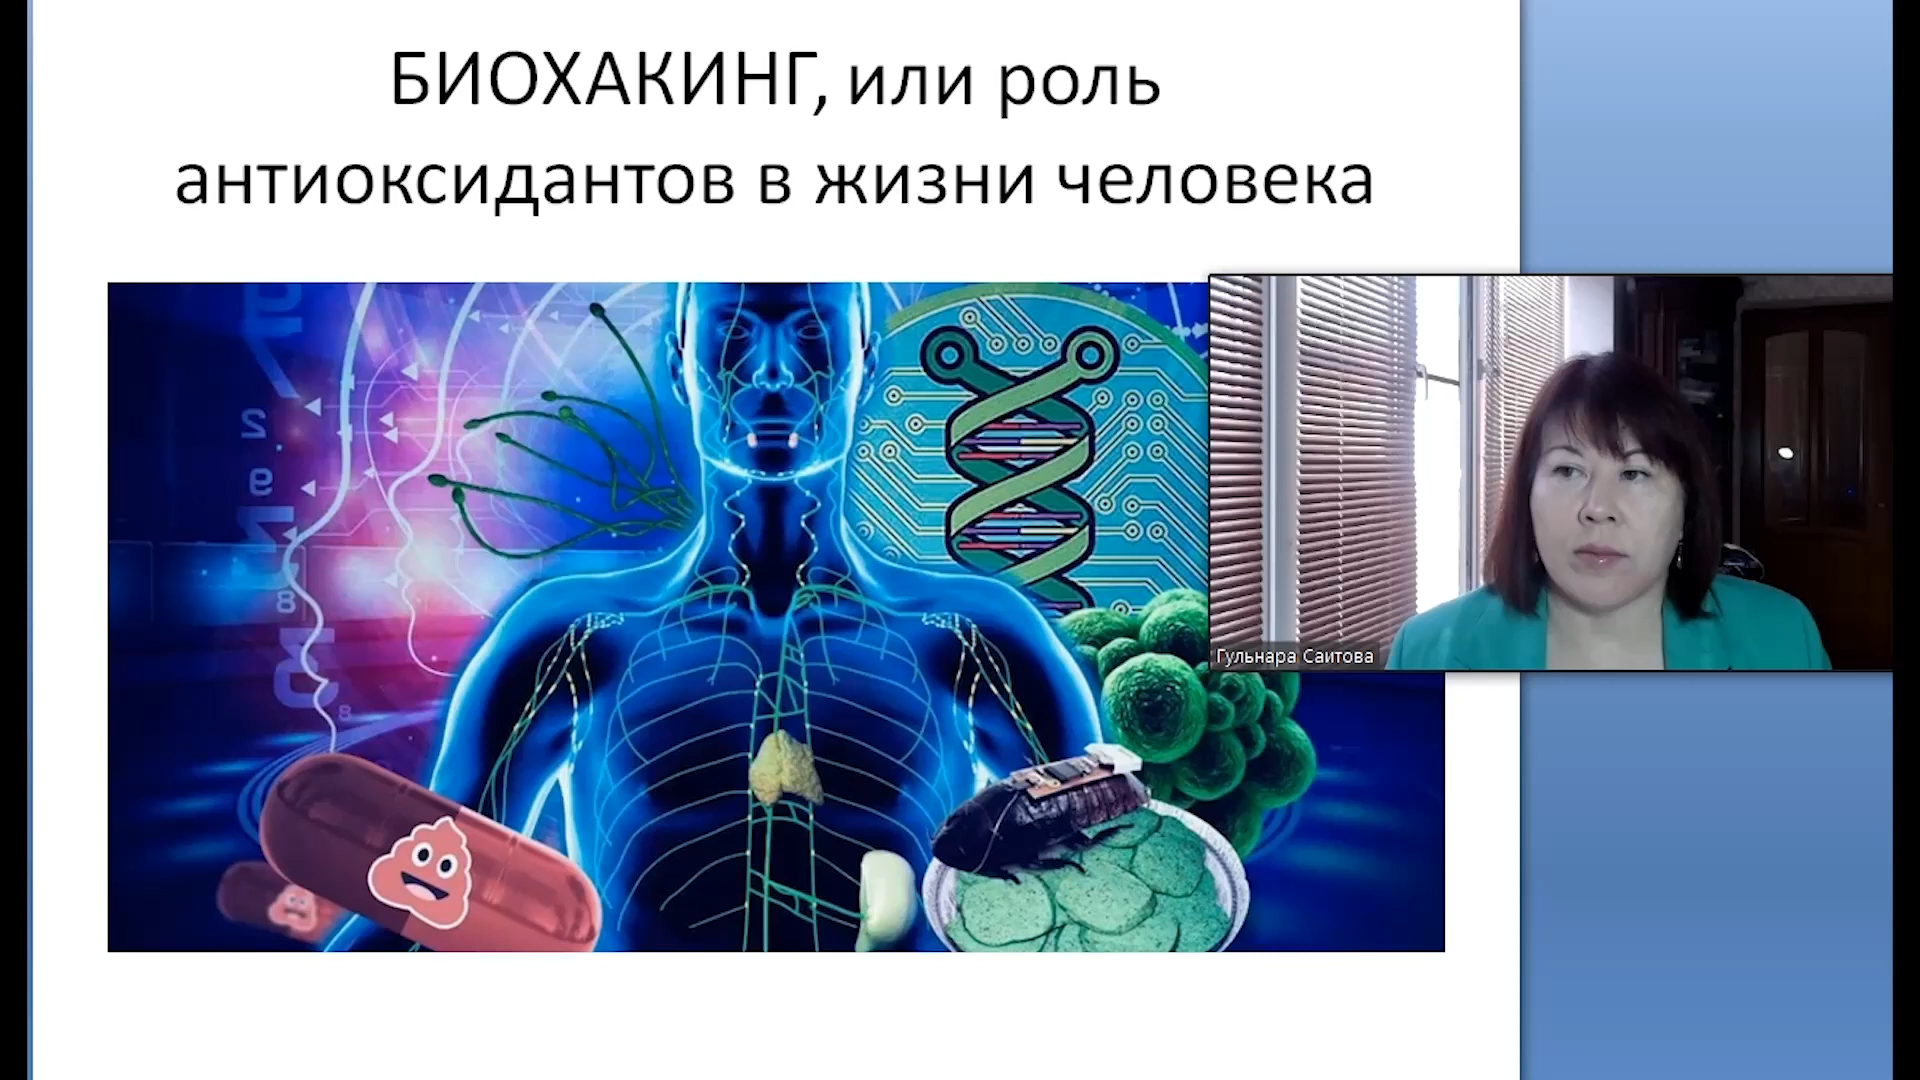 БИОХАКИНГ, или роль
антиоксидантов в жизни человека
Гульнара Саитова